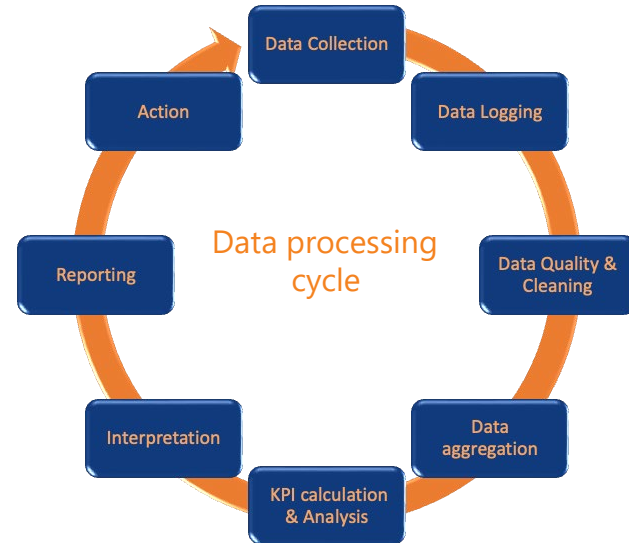 Data Collection
Data Logging
Data Quality &
Cleaning
Data
aggregation
KPI calculation
& Analysis
Interpretation
Reporting
Action
Data processing
cycle